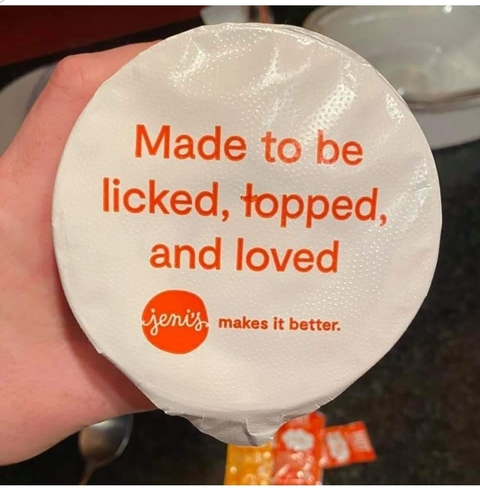 Made to be
licked, topped,
and loved
jeni's. makes it better.